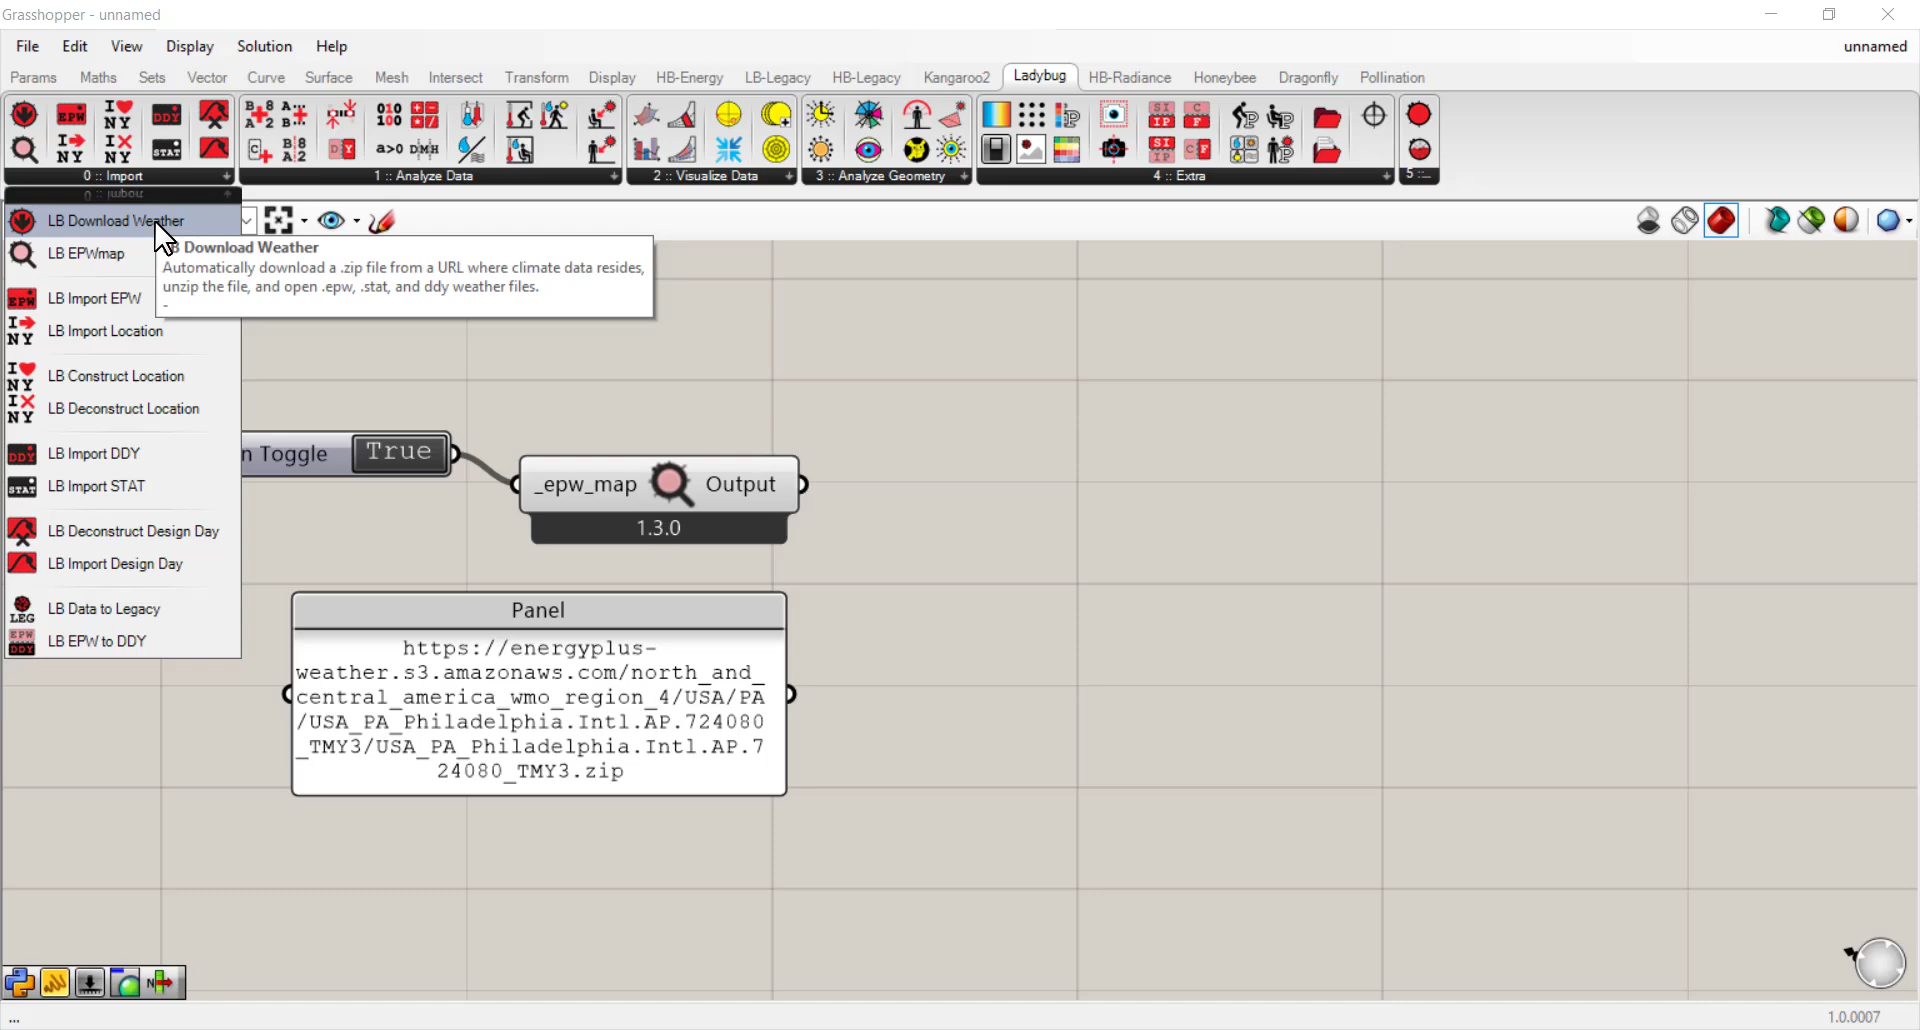 Grasshopper - unnamed
File Edit View Display Solution Help unnamed
Params Maths Sets Vector Curve Surface Mesh Intersect Transform Display HB-Energy LB-Legacy HB-Legacy Kangaroo2 Ladybug HB-Radiance Honeybee Dragonfly Pollination
0 :: Import 1 :: Analyze Data 2 :: Visualize Data 3 :: Analyze Geometry 4 :: Extra 5 ::...
LB Download Weather
LB EPWmap
LB Import EPW
LB Import Location
LB Construct Location
LB Deconstruct Location
LB Import DDY
LB Import STAT
LB Deconstruct Design Day
LB Import Design Day
LB Data to Legacy
LB EPW to DDY
B Download Weather
Automatically download a .zip file from a URL where climate data resides,
unzip the file, and open .epw, .stat, and ddy weather files.
-
n Toggle True
_epw_map Output
1.3.0
Panel
https://energyplus-
weather.s3.amazonaws.com/north_and_
central_america_wmo_region_4/USA/PA
/USA_PA_Philadelphia.Intl.AP.724080
_TMY3/USA_PA_Philadelphia.Intl.AP.7
24080_TMY3.zip
... 1.0.0007